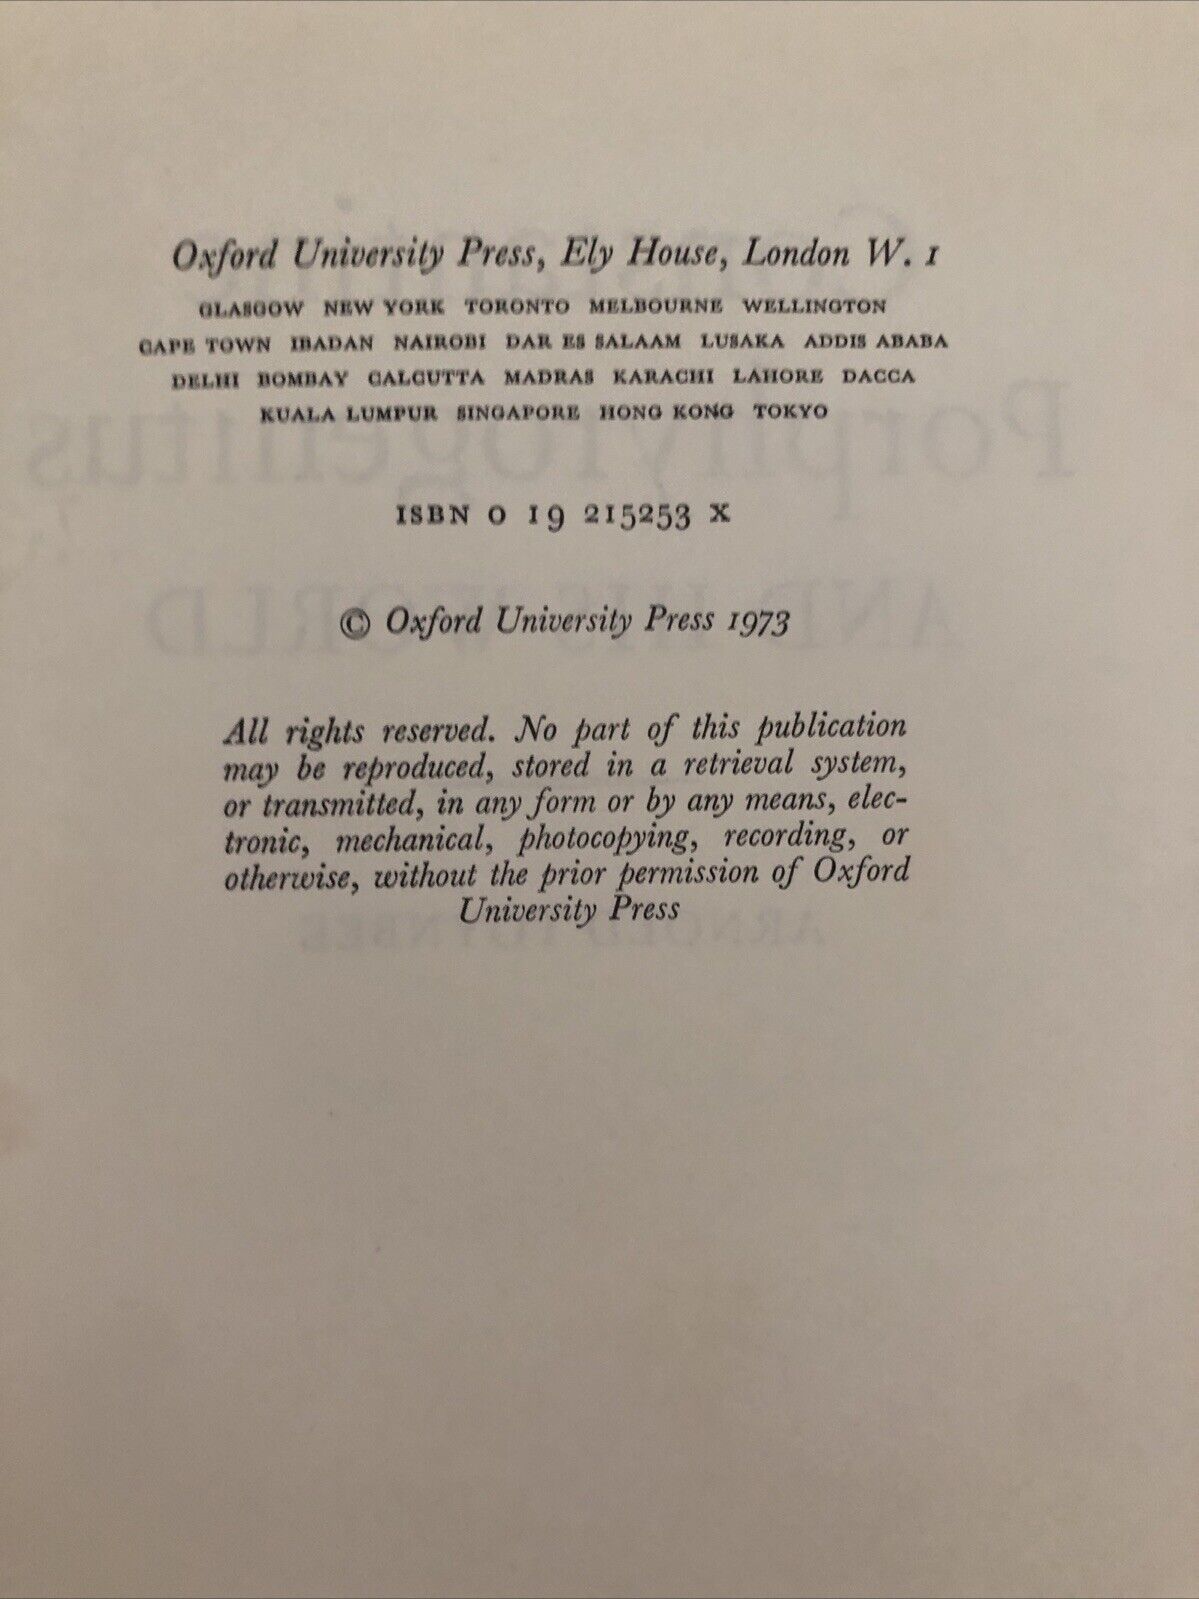 Oxford University Press, Ely House, London W. 1
GLASGOW NEW YORK TORONTO MELBOURNE WELLINGTON
CAPE TOWN IBADAN NAIROBI DAR ES SALAAM LUSAKA ADDIS ABABA
DELHI BOMBAY CALCUTTA MADRAS KARACHI LAHORE DACCA
KUALA LUMPUR SINGAPORE HONG KONG TOKYO
ISBN 0 19 215253 X
© Oxford University Press 1973
All rights reserved. No part of this publication
may be reproduced, stored in a retrieval system,
or transmitted, in any form or by any means, elec-
tronic, mechanical, photocopying, recording, or
otherwise, without the prior permission of Oxford
University Press